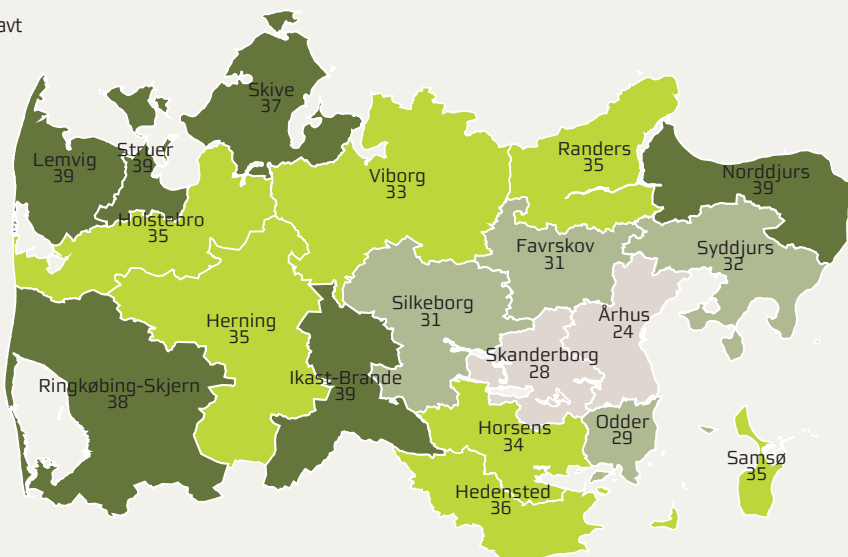 avt
Skive
37
Lemvig
39
Struer
39
Viborg
33
Randers
35
Norddjurs
39
Holstebro
35
Favrskov
31
Syddjurs
32
Silkeborg
31
Århus
24
Herning
35
Skanderborg
28
Ringkøbing-Skjern
38
Ikast-Brande
39
Horsens
34
Odder
29
Samsø
35
Hedensted
36